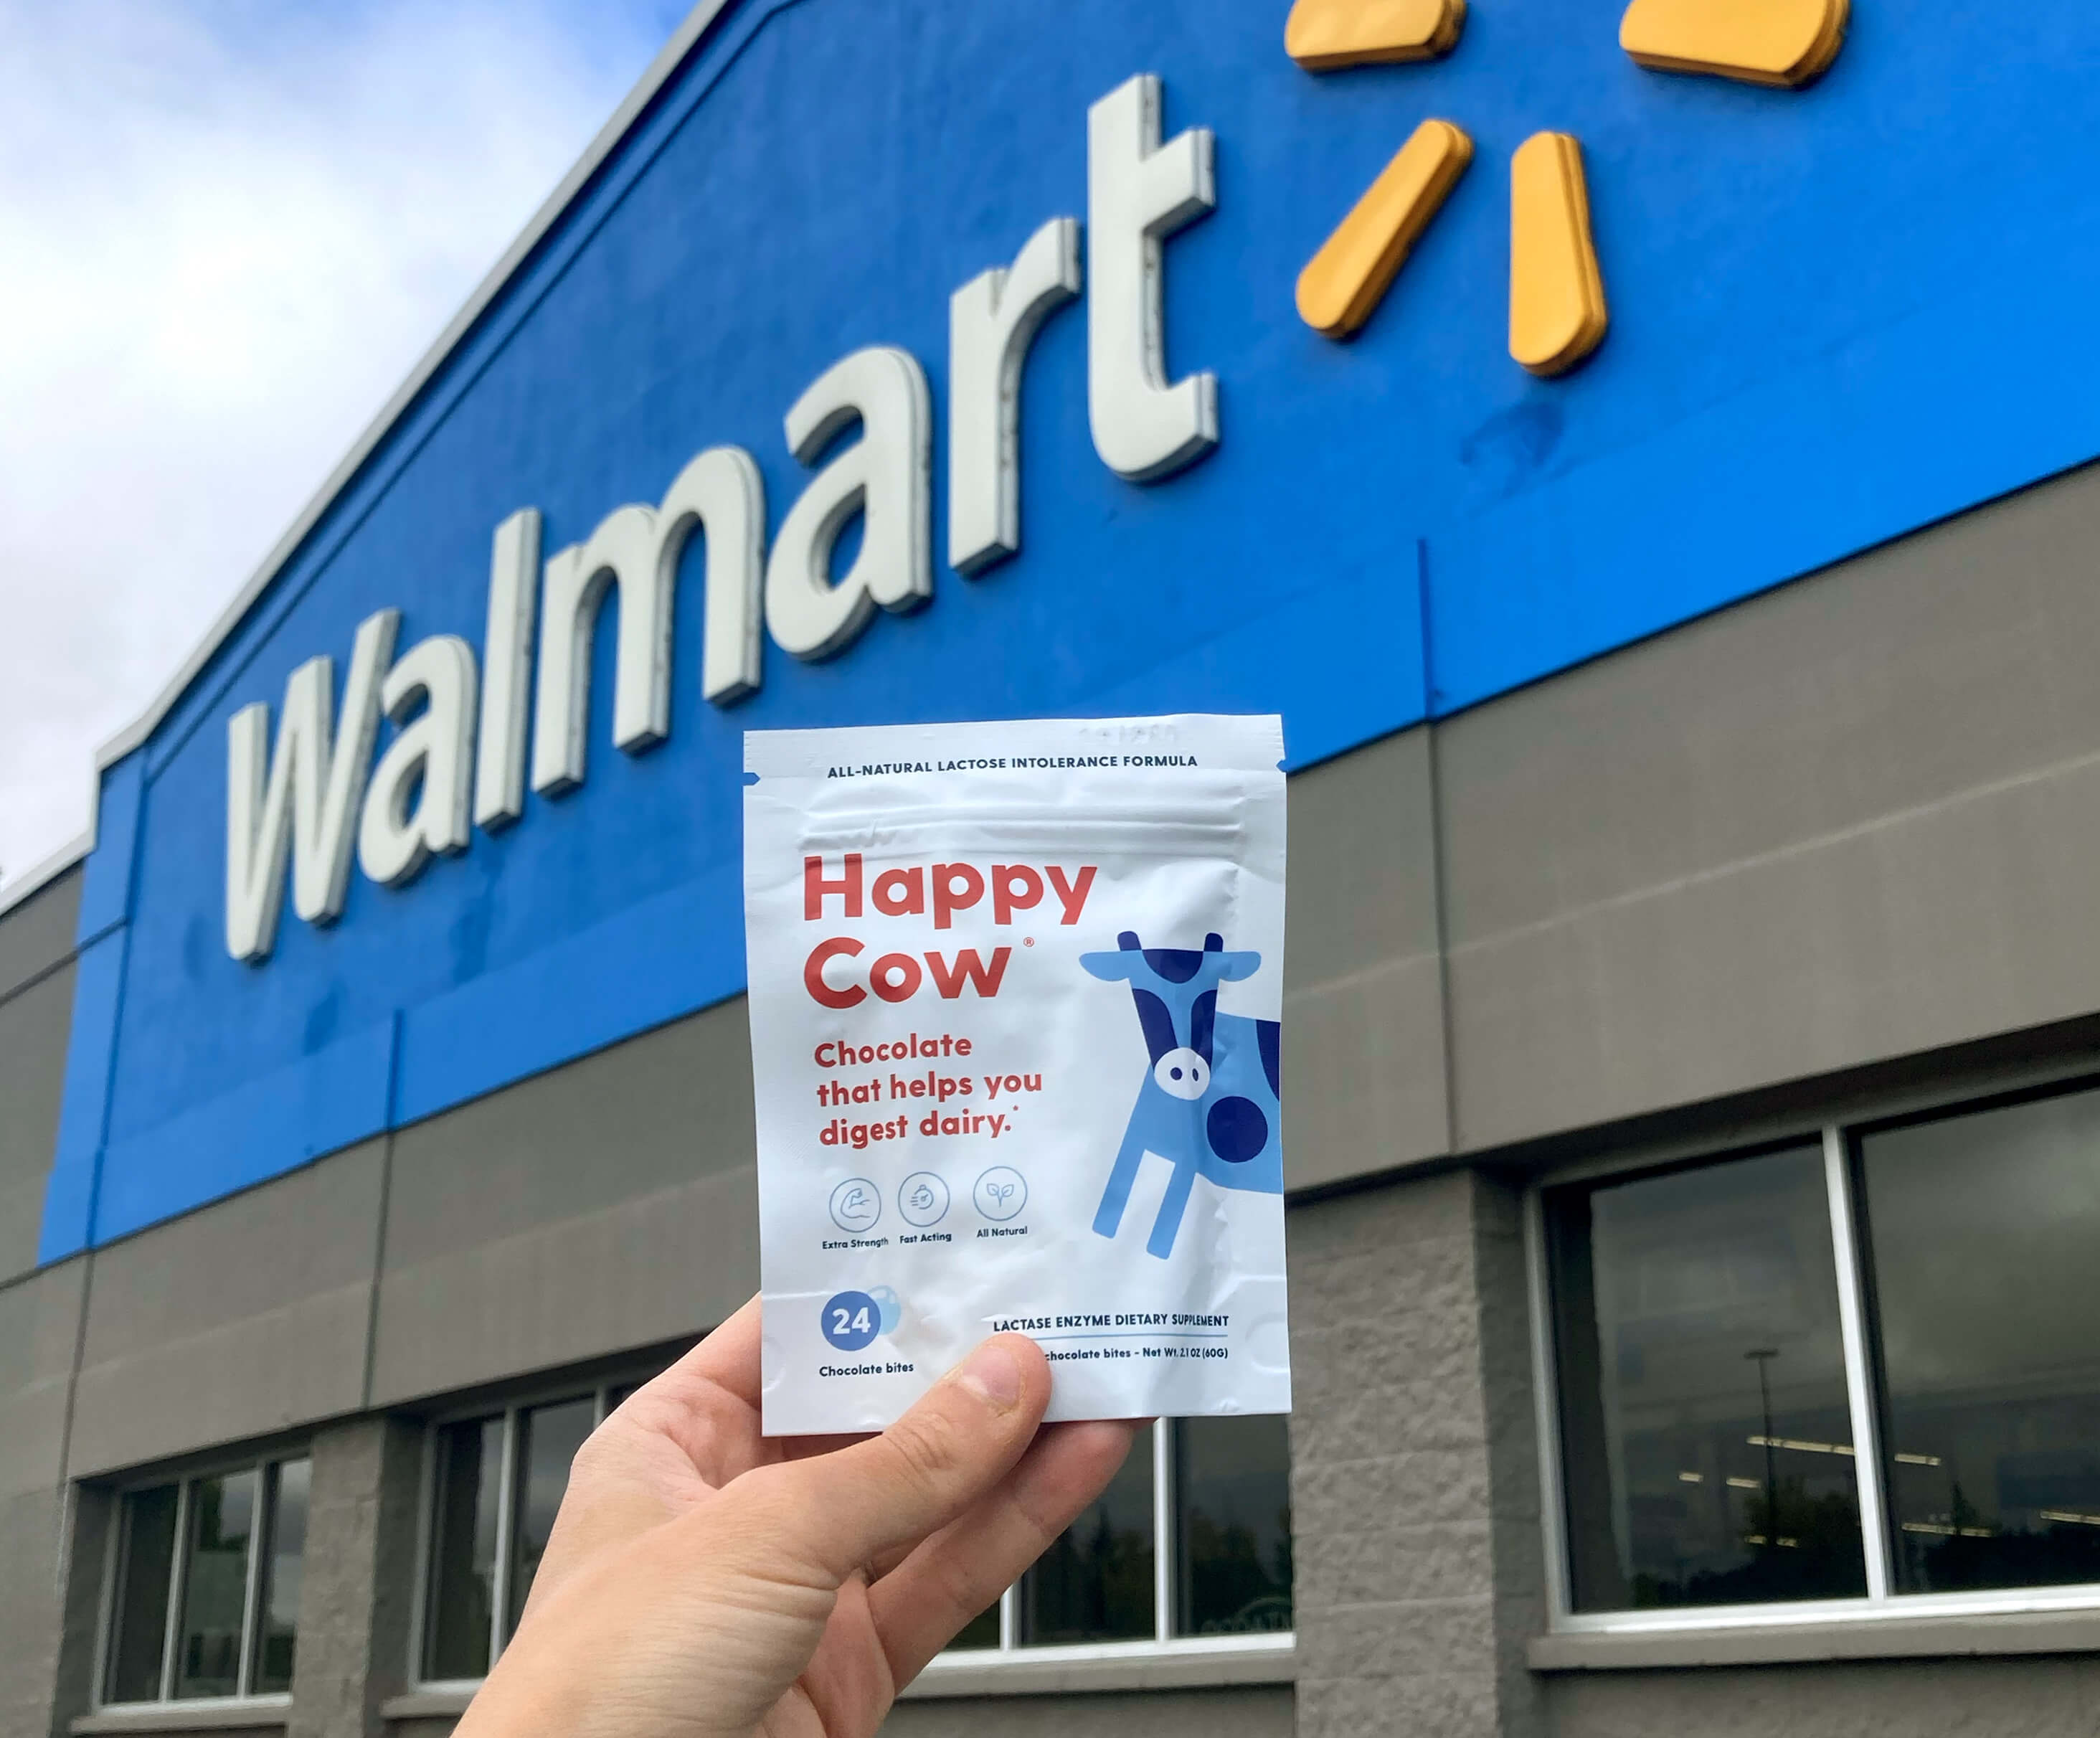 Walmart
ALL-NATURAL LACTOSE INTOLERANCE FORMULA
Happy
Cow®
Chocolate
that helps you
digest dairy.*
Extra Strength Fast Acting All Natural
24
Chocolate bites
LACTASE ENZYME DIETARY SUPPLEMENT
chocolate bites - Net Wt. 2.1 OZ (60G)